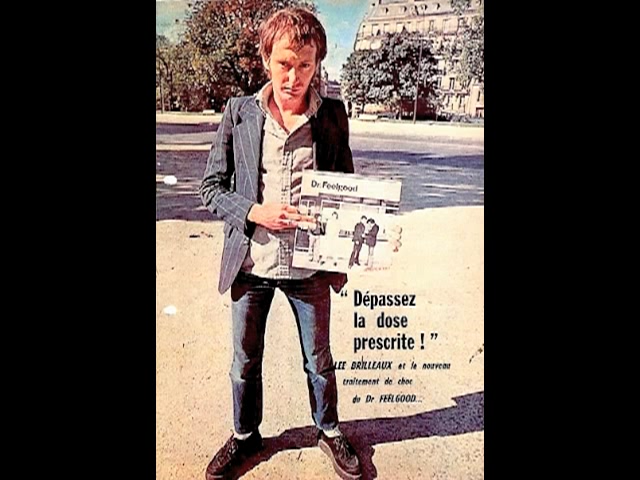 Dr. Feelgood
“ Dépassez
la dose
prescrite ! ”
LEE BRILLEAUX et le nouveau
traitement de choc
du Dr FEELGOOD...